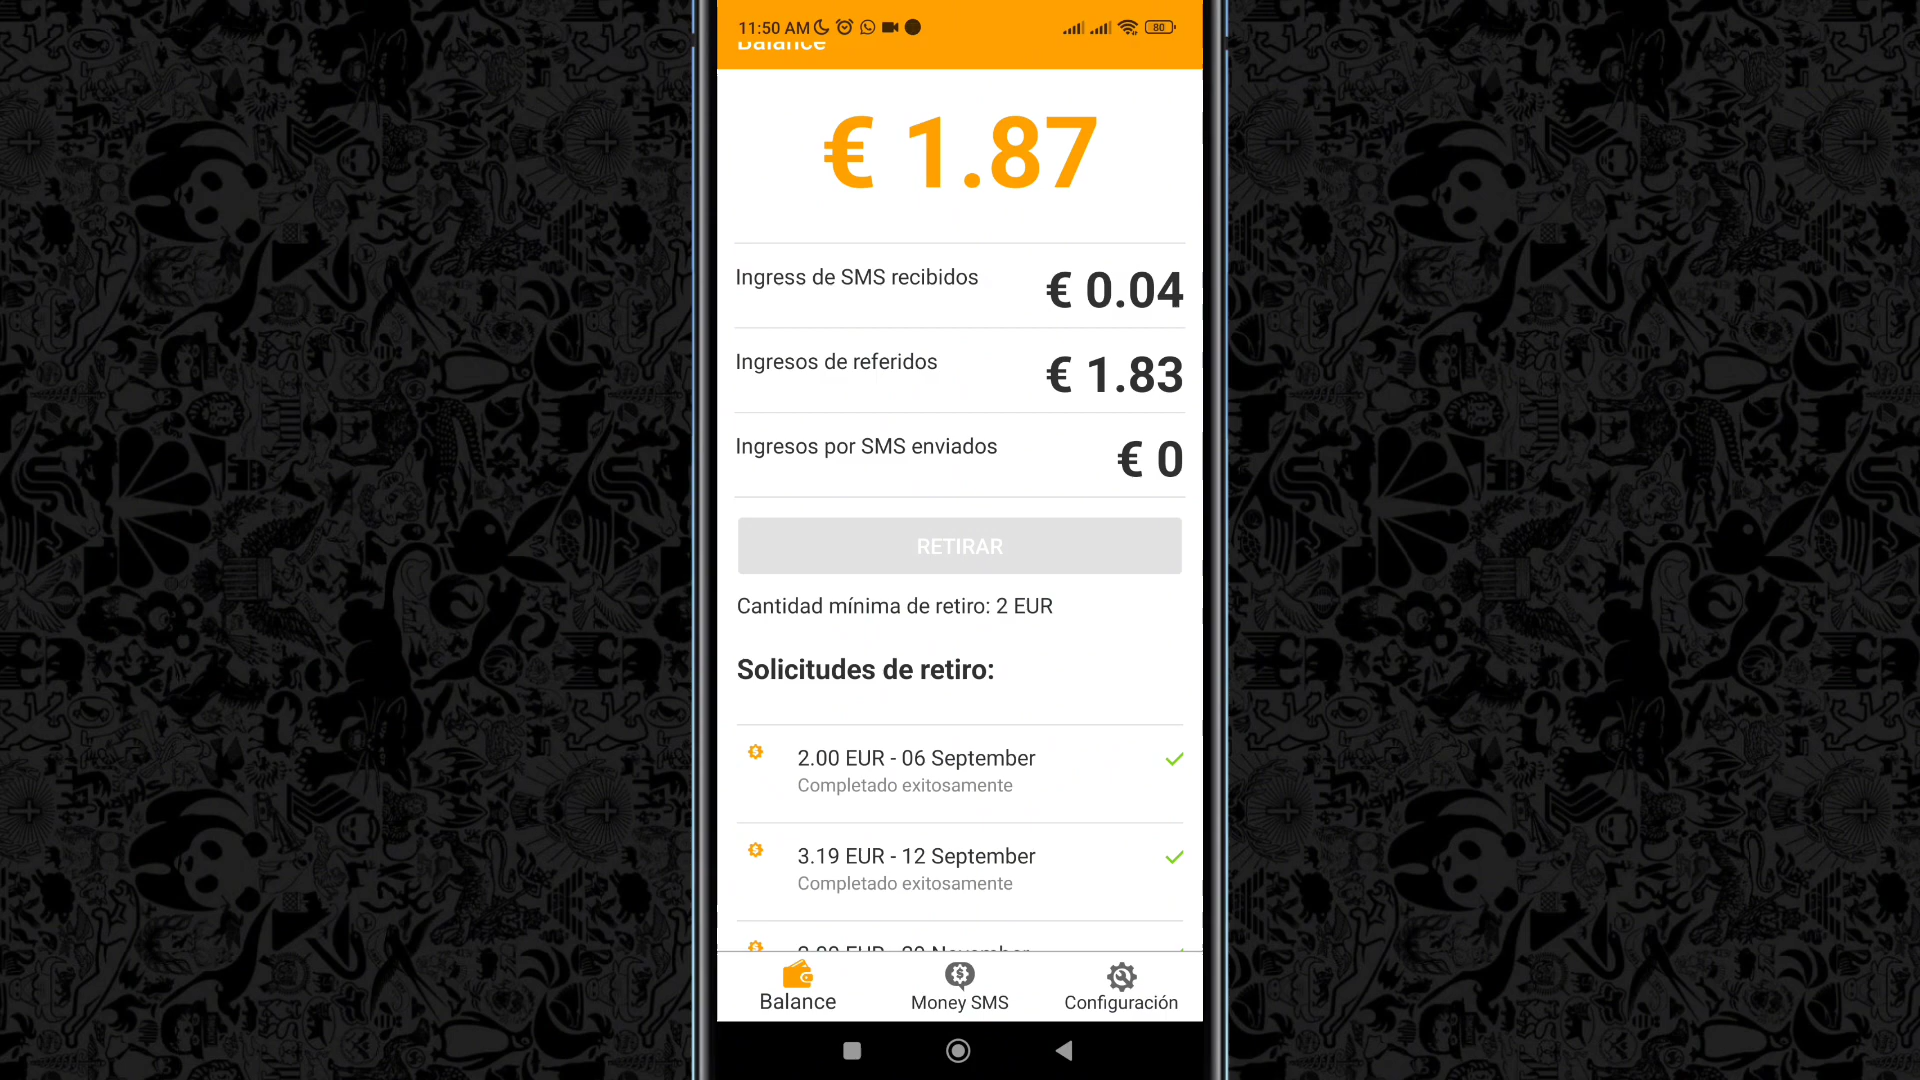 11:50 AM
80
Balance
€ 1.87
Ingress de SMS recibidos
€ 0.04
Ingresos de referidos
€ 1.83
Ingresos por SMS enviados
€ 0
RETIRAR
Cantidad mínima de retiro: 2 EUR
Solicitudes de retiro:
2.00 EUR - 06 September
Completado exitosamente
3.19 EUR - 12 September
Completado exitosamente
Balance
Money SMS
Configuración